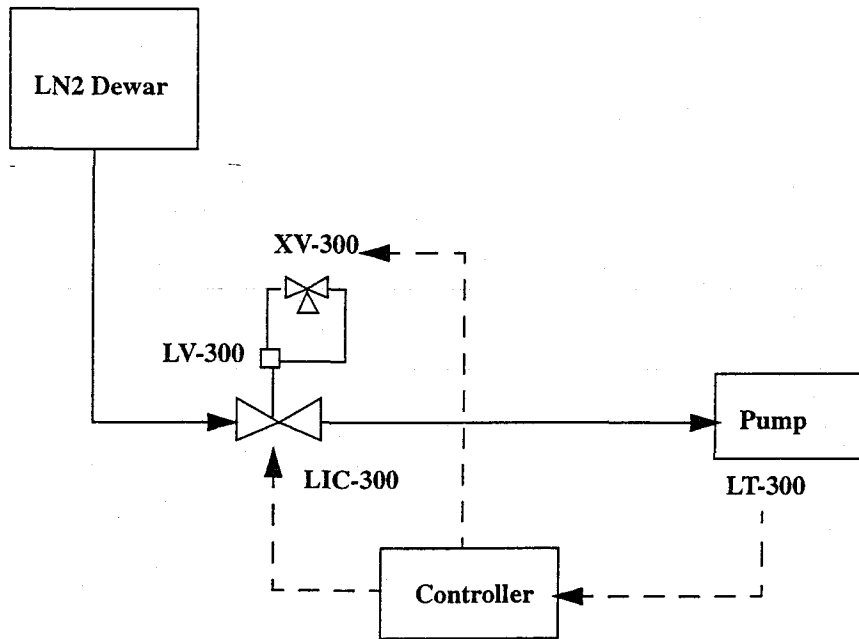 LN2 Dewar
XV-300
LV-300
Pump
LIC-300
LT-300
Controller